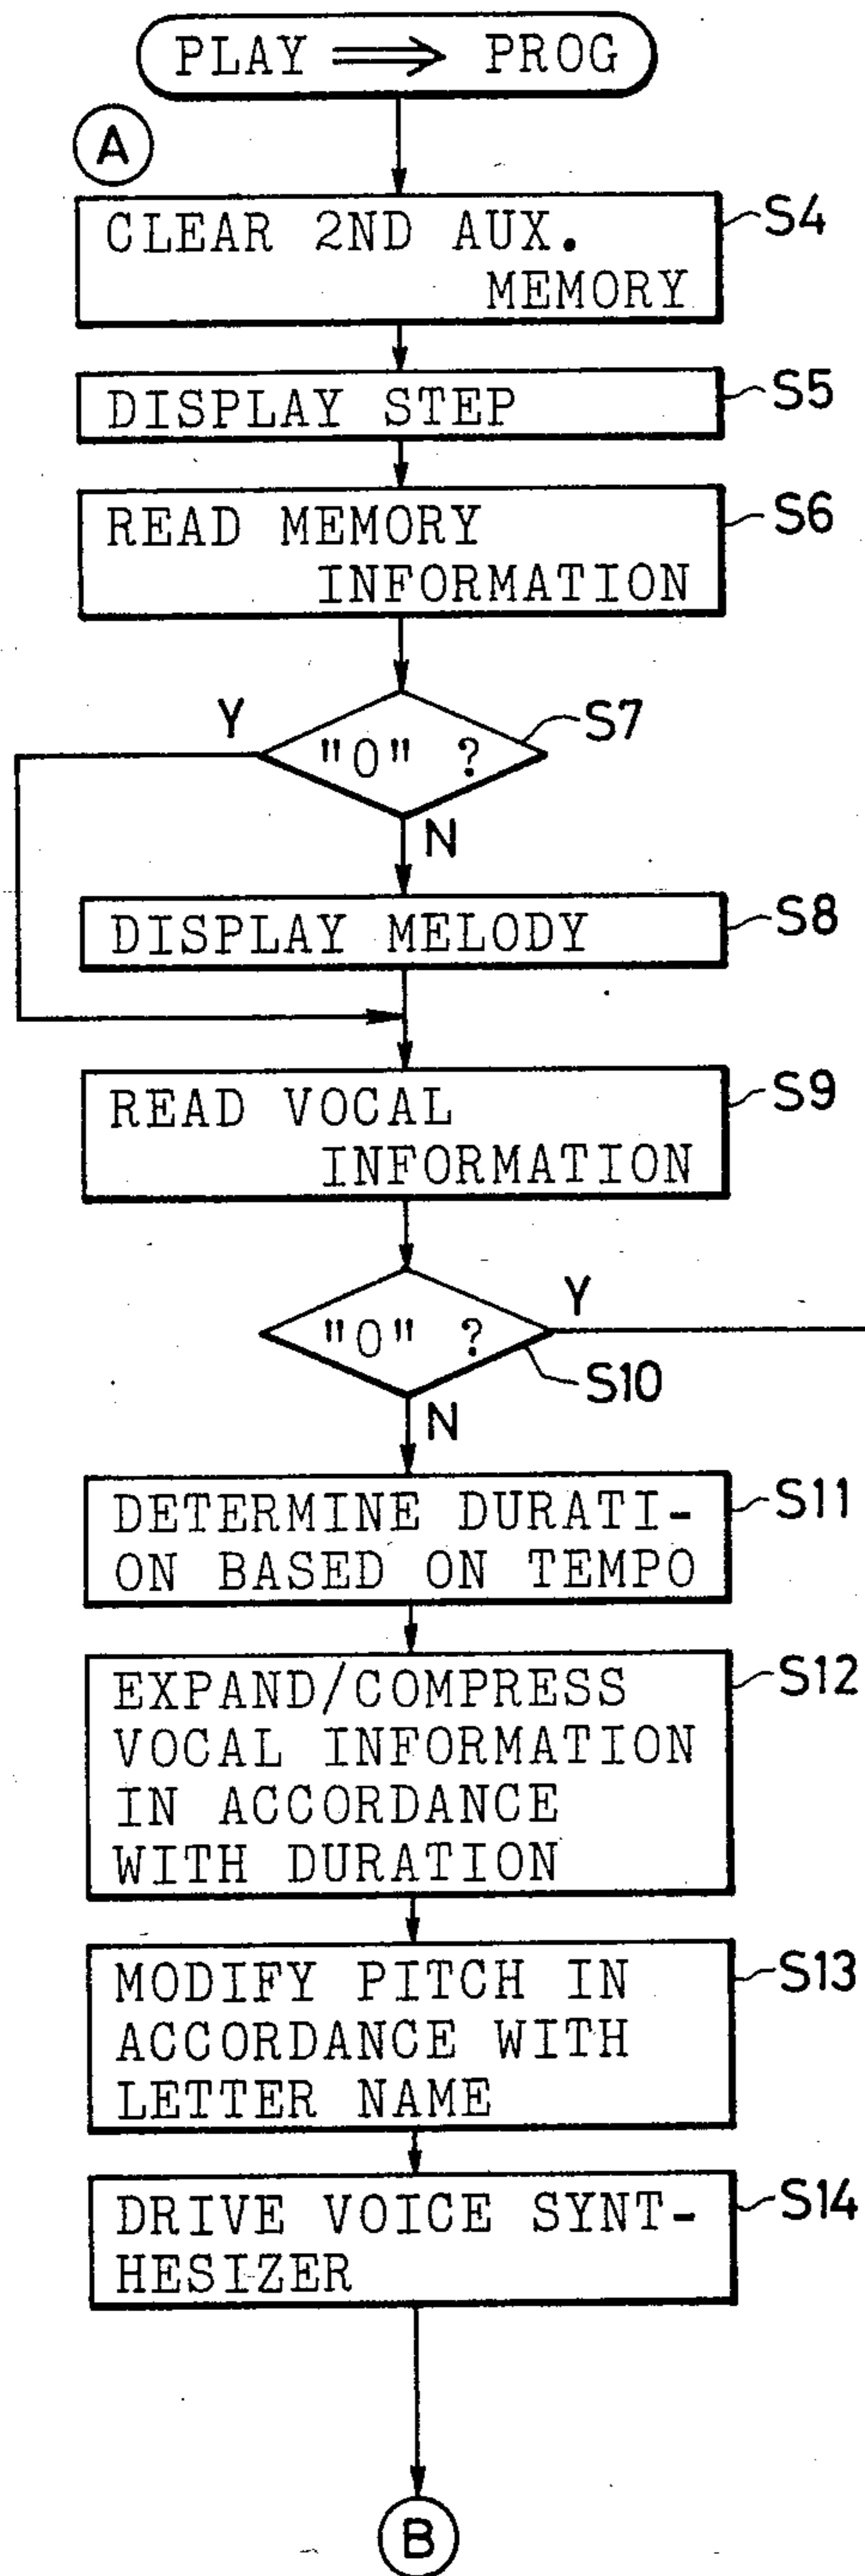 PLAY ⟹ PROG
A
CLEAR 2ND AUX.
MEMORY
S4
DISPLAY STEP
S5
READ MEMORY
INFORMATION
S6
Y
"0" ?
S7
N
DISPLAY MELODY
S8
READ VOCAL
INFORMATION
S9
"0" ?
Y
S10
N
DETERMINE DURATI-
ON BASED ON TEMPO
S11
EXPAND/COMPRESS
VOCAL INFORMATION
IN ACCORDANCE
WITH DURATION
S12
MODIFY PITCH IN
ACCORDANCE WITH
LETTER NAME
S13
DRIVE VOICE SYNT-
HESIZER
S14
B